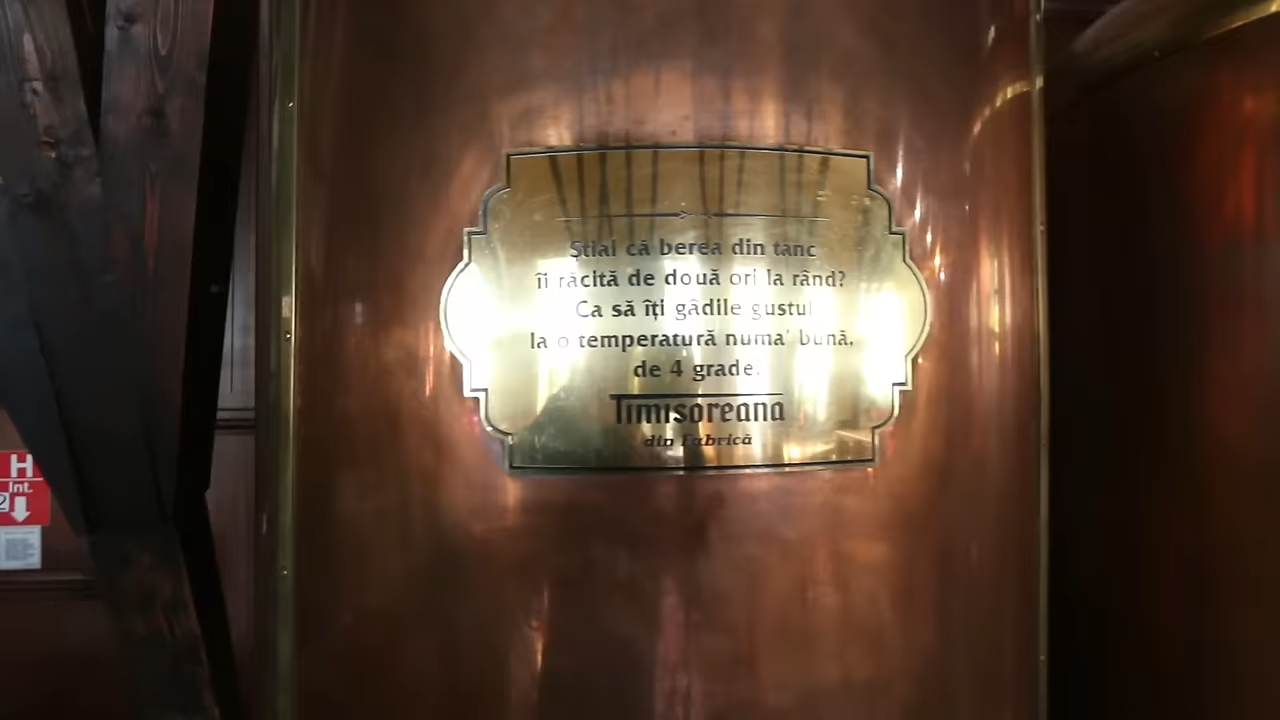 Știai că berea din tanc
îi răcită de două ori la rând?
Ca să îți gâdile gustul
la o temperatură numa' bună,
de 4 grade.
Timișoreana
din Fabrică
H
Int.
2